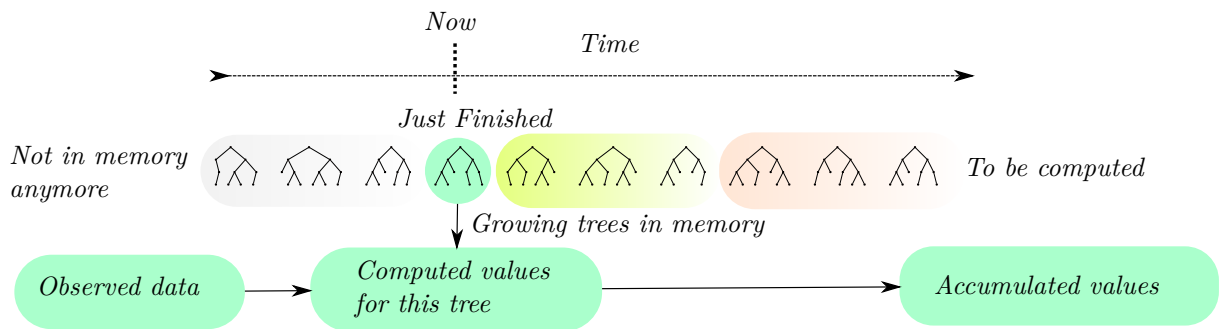 Now
Time
Just Finished
Not in memory
anymore
To be computed
Growing trees in memory
Observed data
Computed values
for this tree
Accumulated values